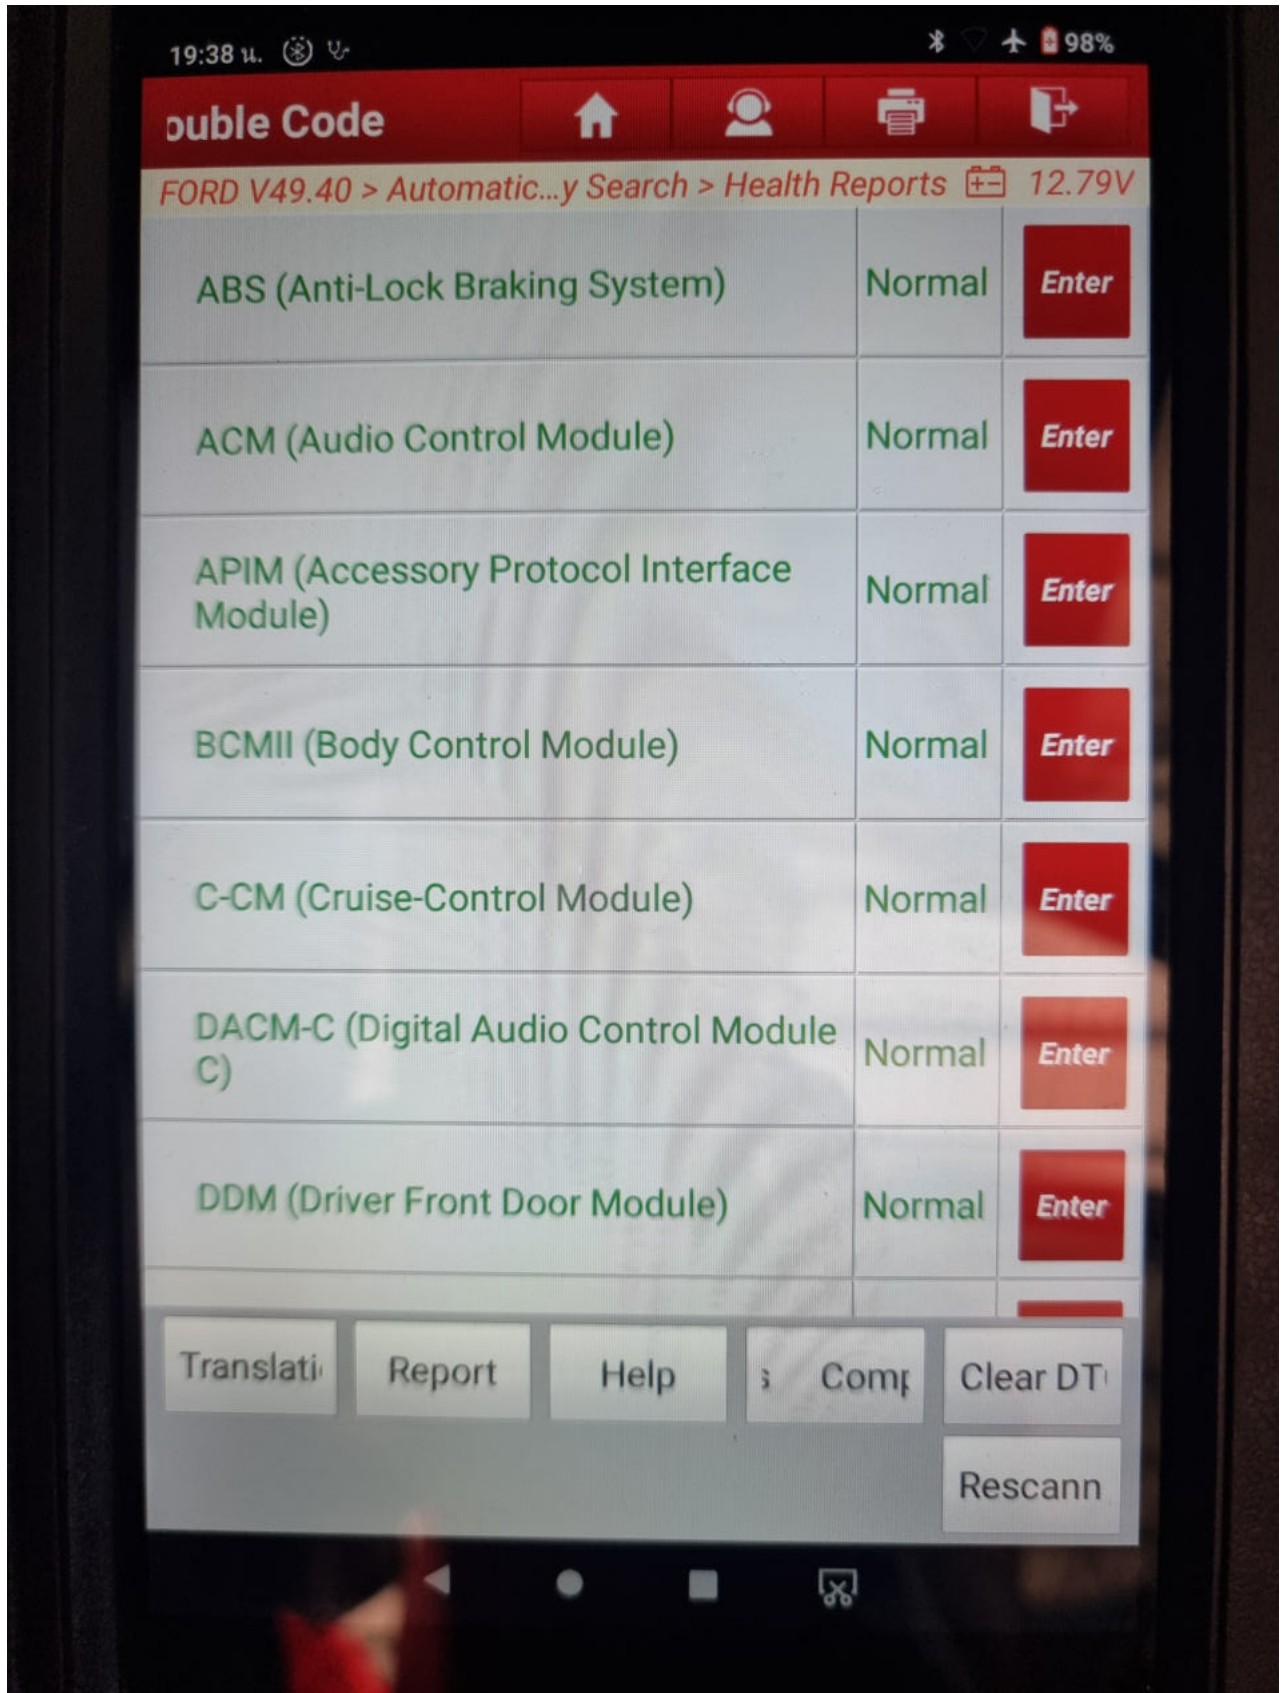 19:38 น.
98%
ouble Code
FORD V49.40 > Automatic...y Search > Health Reports 12.79V
ABS (Anti-Lock Braking System) Normal Enter
ACM (Audio Control Module) Normal Enter
APIM (Accessory Protocol Interface
Module) Normal Enter
BCMII (Body Control Module) Normal Enter
C-CM (Cruise-Control Module) Normal Enter
DACM-C (Digital Audio Control Module
C) Normal Enter
DDM (Driver Front Door Module) Normal Enter
Translati Report Help s Comp Clear DT
Rescann